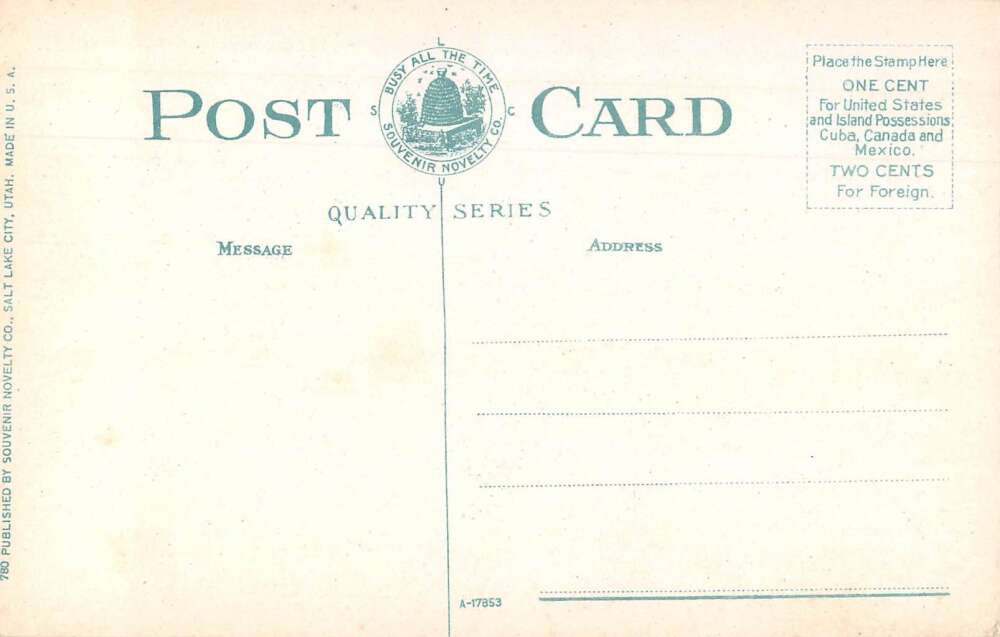 POST CARD
L
S C
U
BUSY ALL THE TIME
SOUVENIR NOVELTY CO.
Place the Stamp Here
ONE CENT
For United States
and Island Possessions
Cuba, Canada and
Mexico.
TWO CENTS
For Foreign.
QUALITY SERIES
MESSAGE
ADDRESS
780 PUBLISHED BY SOUVENIR NOVELTY CO., SALT LAKE CITY, UTAH. MADE IN U. S. A.
A-17853